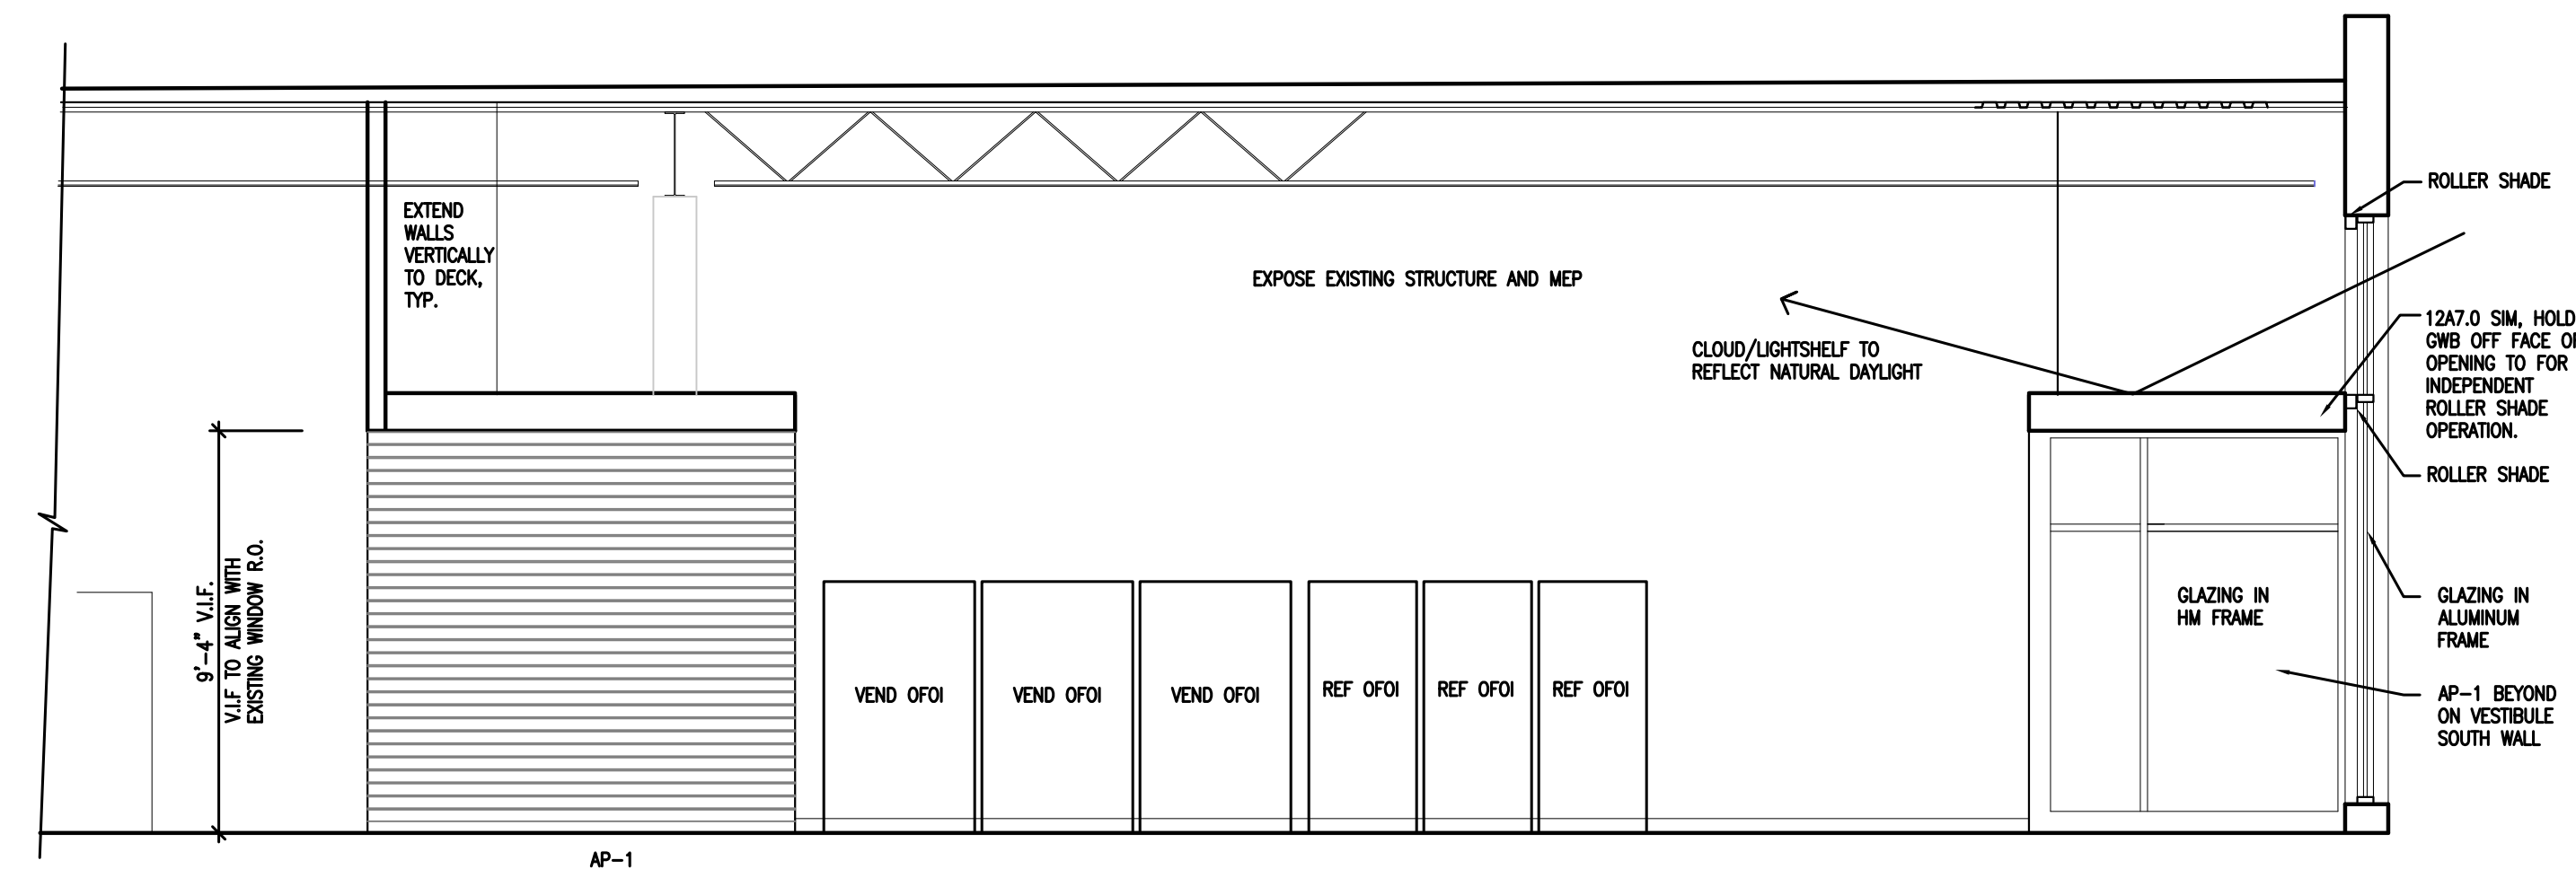 EXTEND
WALLS
VERTICALLY
TO DECK,
TYP.
EXPOSE EXISTING STRUCTURE AND MEP
CLOUD/LIGHTSHELF TO
REFLECT NATURAL DAYLIGHT
ROLLER SHADE
12A7.0 SIM, HOLD
GWB OFF FACE OF
OPENING TO FOR
INDEPENDENT
ROLLER SHADE
OPERATION.
ROLLER SHADE
9'-4" V.I.F.
V.I.F TO ALIGN WITH
EXISTING WINDOW R.O.
VEND OFOI
VEND OFOI
VEND OFOI
REF OFOI
REF OFOI
REF OFOI
GLAZING IN
HM FRAME
GLAZING IN
ALUMINUM
FRAME
AP-1 BEYOND
ON VESTIBULE
SOUTH WALL
AP-1